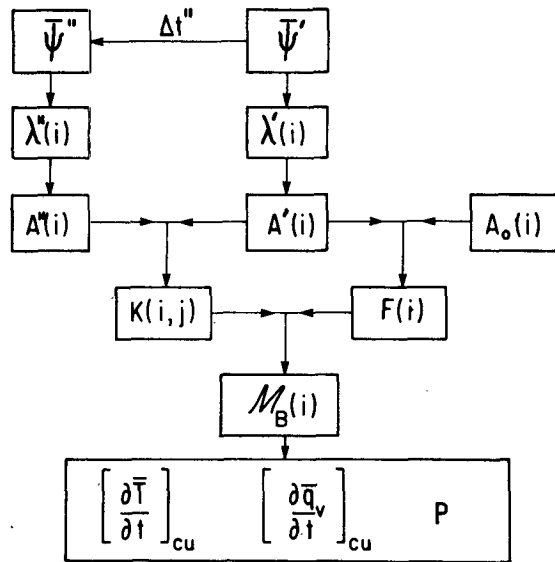 ψ̅" Δt" ψ̅'
λ"(i) λ'(i)
A"(i) A'(i) A₀(i)
K(i,j) F(i)
ℳ_B(i)
[∂T̅/∂t]_cu [∂q̅_v/∂t]_cu P